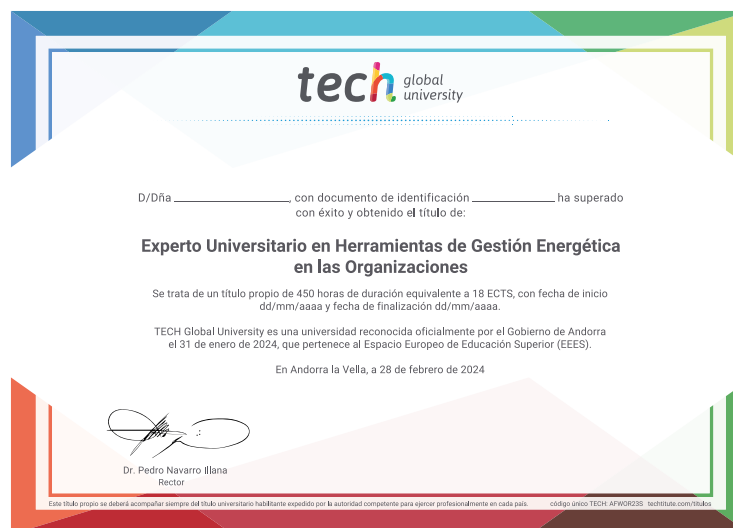 tech global university
D/Dña ____________________, con documento de identificación ______________ ha superado
con éxito y obtenido el título de:
Experto Universitario en Herramientas de Gestión Energética
en las Organizaciones
Se trata de un título propio de 450 horas de duración equivalente a 18 ECTS, con fecha de inicio
dd/mm/aaaa y fecha de finalización dd/mm/aaaa.
TECH Global University es una universidad reconocida oficialmente por el Gobierno de Andorra
el 31 de enero de 2024, que pertenece al Espacio Europeo de Educación Superior (EEES).
En Andorra la Vella, a 28 de febrero de 2024
Dr. Pedro Navarro Illana
Rector
Este título propio se deberá acompañar siempre del título universitario habilitante expedido por la autoridad competente para ejercer profesionalmente en cada país. código único TECH: AFWOR23S techtitute.com/titulos